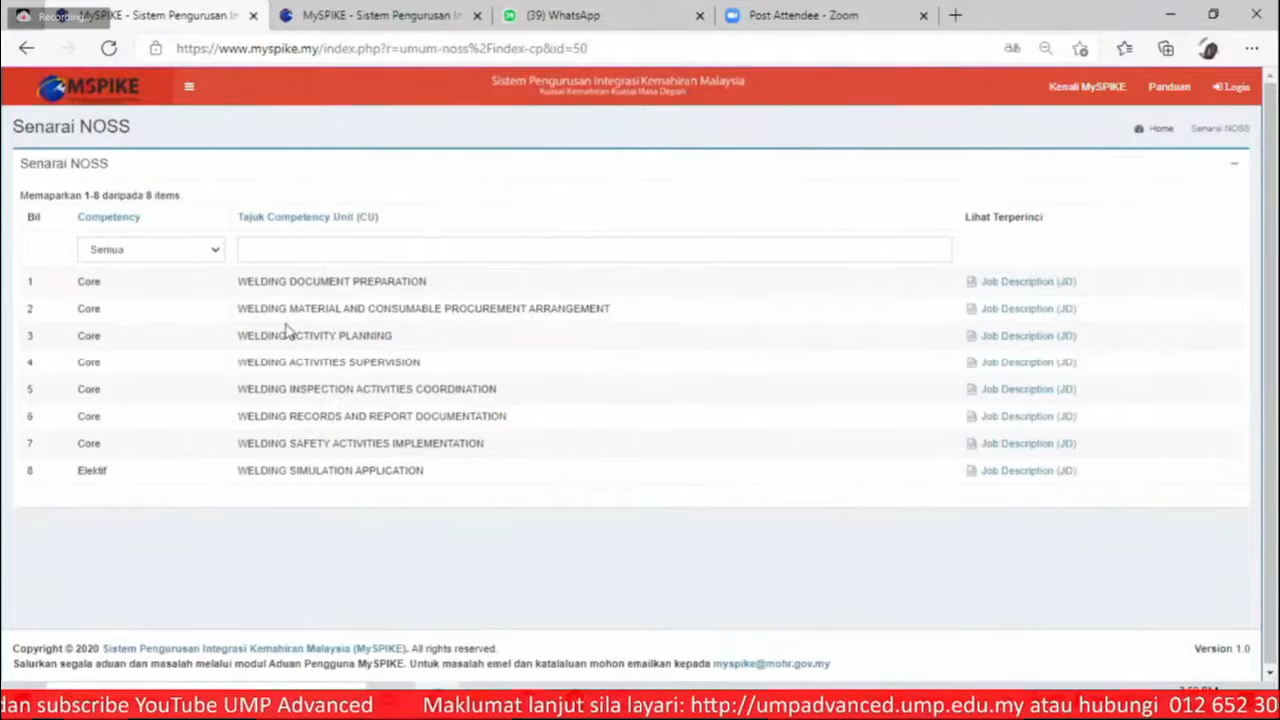 Recording...
MySPIKE - Sistem Pengurusan In
MySPIKE - Sistem Pengurusan In
(39) WhatsApp
Post Attendee - Zoom
https://www.myspike.my/index.php?r=umum-noss%2Findex-cp&id=50
MSPIKE
Sistem Pengurusan Integrasi Kemahiran Malaysia
Kuasai Kemahiran Kuasai Masa Depan
Kenali MySPIKE
Panduan
Login
Senarai NOSS
Home
Senarai NOSS
Senarai NOSS
Memaparkan 1-8 daripada 8 items.
Bil Competency Tajuk Competency Unit (CU) Lihat Terperinci
Semua
1 Core WELDING DOCUMENT PREPARATION Job Description (JD)
2 Core WELDING MATERIAL AND CONSUMABLE PROCUREMENT ARRANGEMENT Job Description (JD)
3 Core WELDING ACTIVITY PLANNING Job Description (JD)
4 Core WELDING ACTIVITIES SUPERVISION Job Description (JD)
5 Core WELDING INSPECTION ACTIVITIES COORDINATION Job Description (JD)
6 Core WELDING RECORDS AND REPORT DOCUMENTATION Job Description (JD)
7 Core WELDING SAFETY ACTIVITIES IMPLEMENTATION Job Description (JD)
8 Elektif WELDING SIMULATION APPLICATION Job Description (JD)
Copyright © 2020 Sistem Pengurusan Integrasi Kemahiran Malaysia (MySPIKE). All rights reserved.
Version 1.0
Salurkan segala aduan dan masalah melalui modul Aduan Pengguna MySPIKE. Untuk masalah emel dan katalaluan mohon emailkan kepada myspike@mohr.gov.my
dan subscribe YouTube UMP Advanced Maklumat lanjut sila layari: http://umpadvanced.ump.edu.my atau hubungi 012 652 30